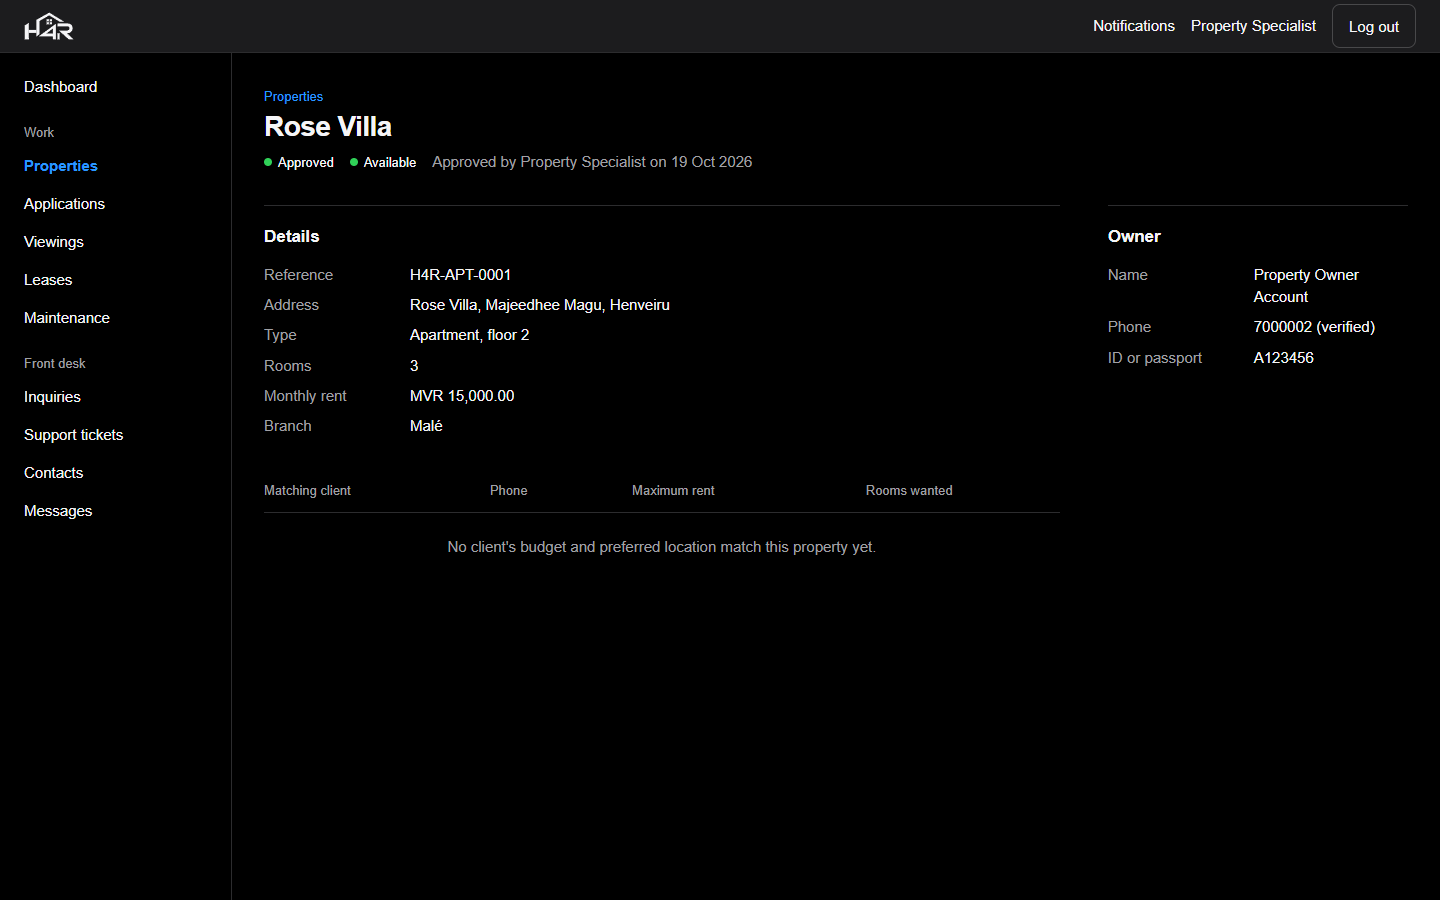 H4R
Notifications Property Specialist Log out
Dashboard
Work
Properties
Applications
Viewings
Leases
Maintenance
Front desk
Inquiries
Support tickets
Contacts
Messages
Properties
Rose Villa
Approved Available Approved by Property Specialist on 19 Oct 2026
Details
Reference H4R-APT-0001
Address Rose Villa, Majeedhee Magu, Henveiru
Type Apartment, floor 2
Rooms 3
Monthly rent MVR 15,000.00
Branch Malé
Matching client Phone Maximum rent Rooms wanted
No client's budget and preferred location match this property yet.
Owner
Name Property Owner
Account
Phone 7000002 (verified)
ID or passport A123456